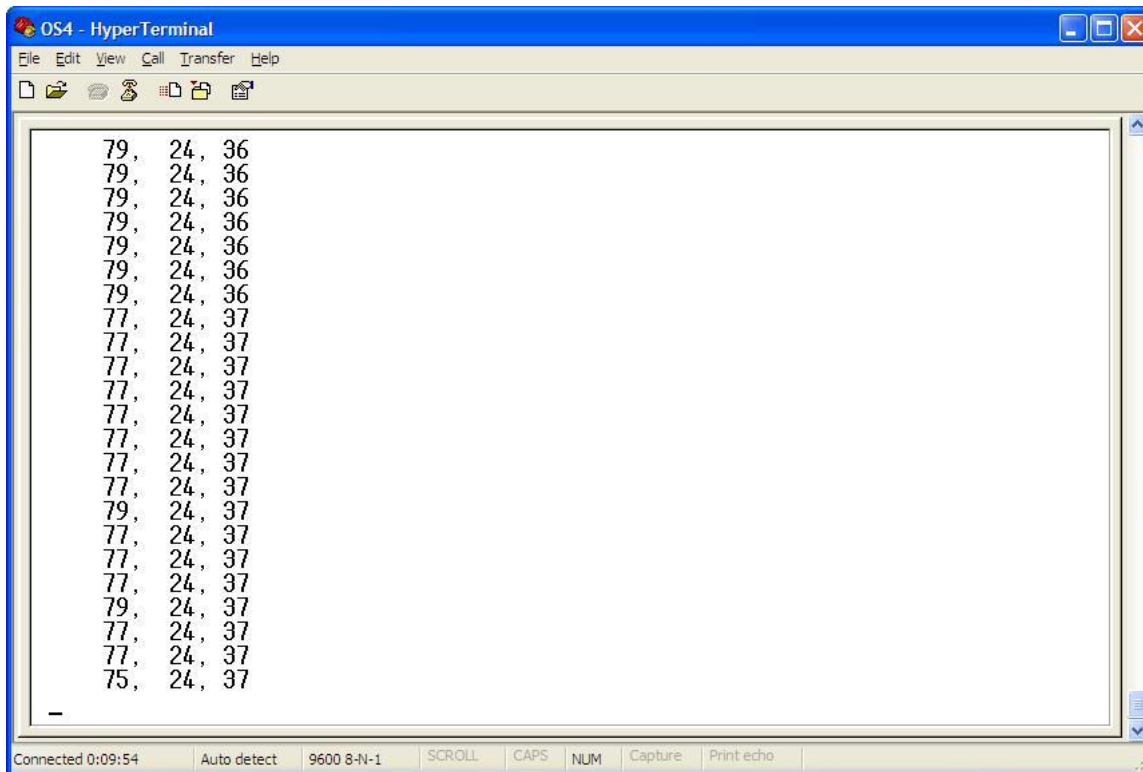 OS4 - HyperTerminal
File Edit View Call Transfer Help
79, 24, 36
79, 24, 36
79, 24, 36
79, 24, 36
79, 24, 36
79, 24, 36
79, 24, 36
77, 24, 37
77, 24, 37
77, 24, 37
77, 24, 37
77, 24, 37
77, 24, 37
77, 24, 37
77, 24, 37
79, 24, 37
77, 24, 37
77, 24, 37
77, 24, 37
79, 24, 37
77, 24, 37
77, 24, 37
75, 24, 37
_
Connected 0:09:54 Auto detect 9600 8-N-1 SCROLL CAPS NUM Capture Print echo